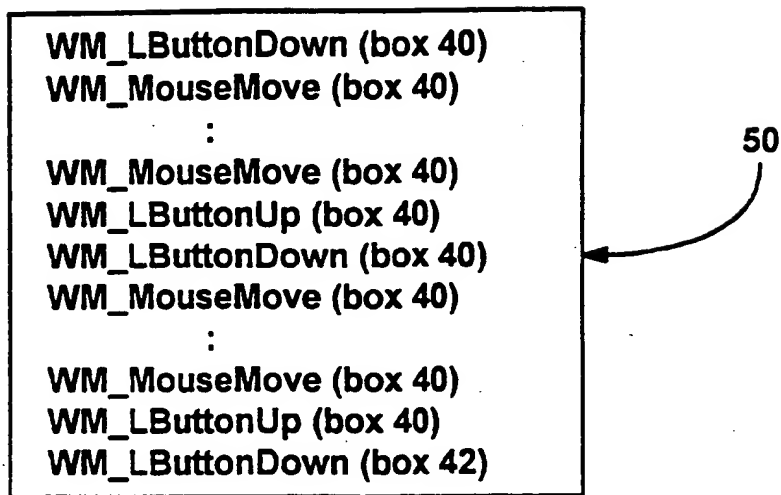 WM_LButtonDown (box 40)
WM_MouseMove (box 40)
:
WM_MouseMove (box 40)
WM_LButtonUp (box 40)
WM_LButtonDown (box 40)
WM_MouseMove (box 40)
:
WM_MouseMove (box 40)
WM_LButtonUp (box 40)
WM_LButtonDown (box 42)
50